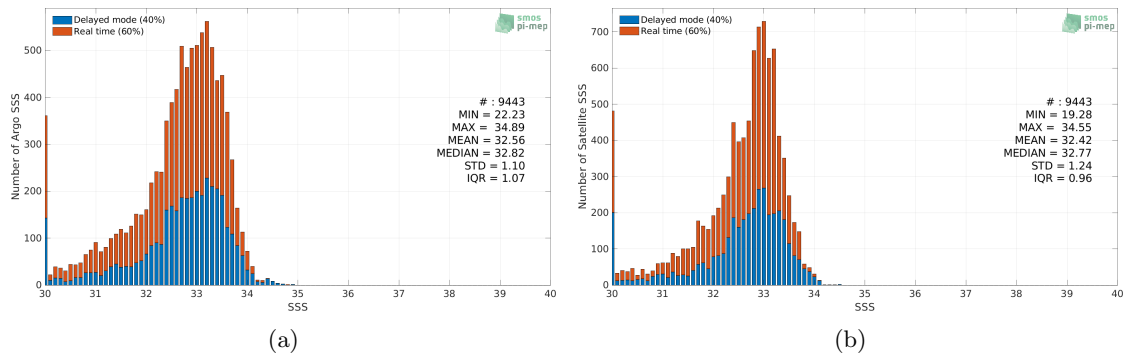 Delayed mode (40%)
Real time (60%)
smos
pi-mep
Number of Argo SSS
500
400
300
200
100
0
# : 9443
MIN = 22.23
MAX = 34.89
MEAN = 32.56
MEDIAN = 32.82
STD = 1.10
IQR = 1.07
30 31 32 33 34 35 36 37 38 39 40
SSS
(a)
Delayed mode (40%)
Real time (60%)
smos
pi-mep
Number of Satellite SSS
700
600
500
400
300
200
100
0
# : 9443
MIN = 19.28
MAX = 34.55
MEAN = 32.42
MEDIAN = 32.77
STD = 1.24
IQR = 0.96
30 31 32 33 34 35 36 37 38 39 40
SSS
(b)